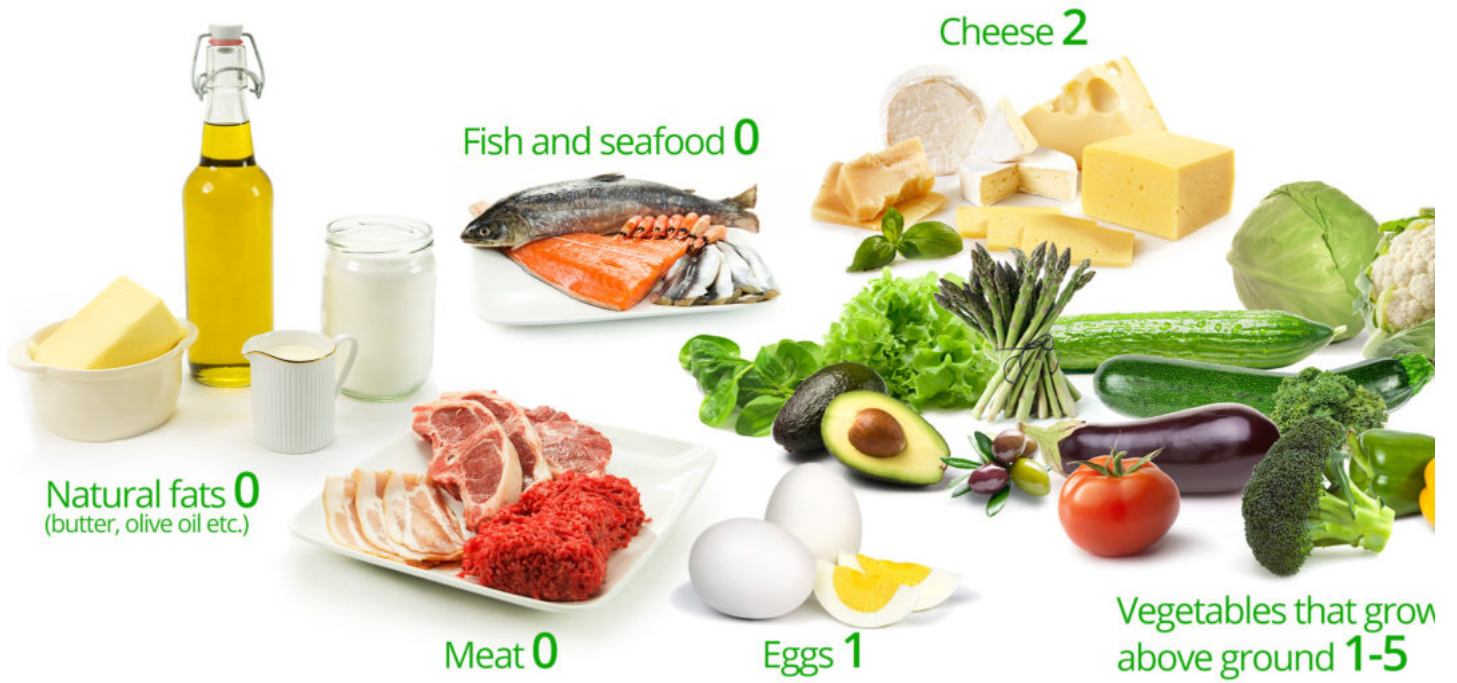 Cheese 2
Fish and seafood 0
Natural fats 0
(butter, olive oil etc.)
Meat 0
Eggs 1
Vegetables that grow
above ground 1-5